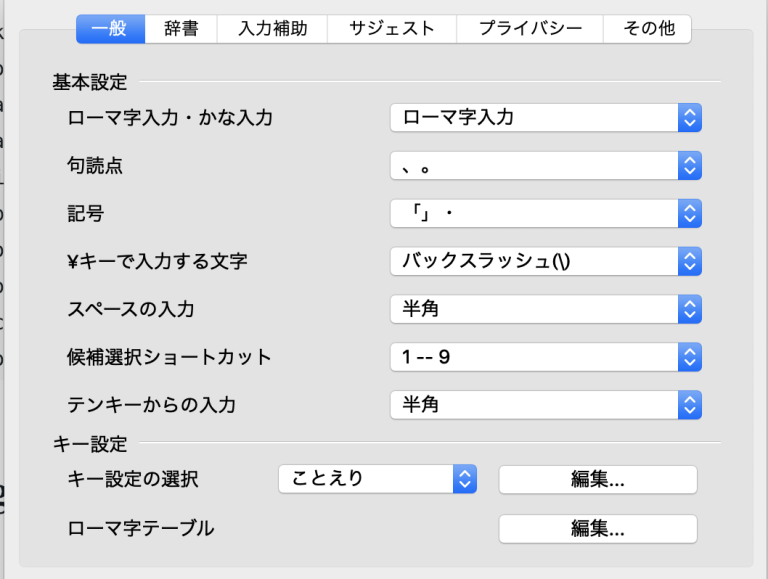 一般 辞書 入力補助 サジェスト プライバシー その他
基本設定
ローマ字入力・かな入力 ローマ字入力
句読点 、。
記号 「」・
¥キーで入力する文字 バックスラッシュ(\)
スペースの入力 半角
候補選択ショートカット 1 -- 9
テンキーからの入力 半角
キー設定
キー設定の選択 ことえり 編集...
ローマ字テーブル 編集...